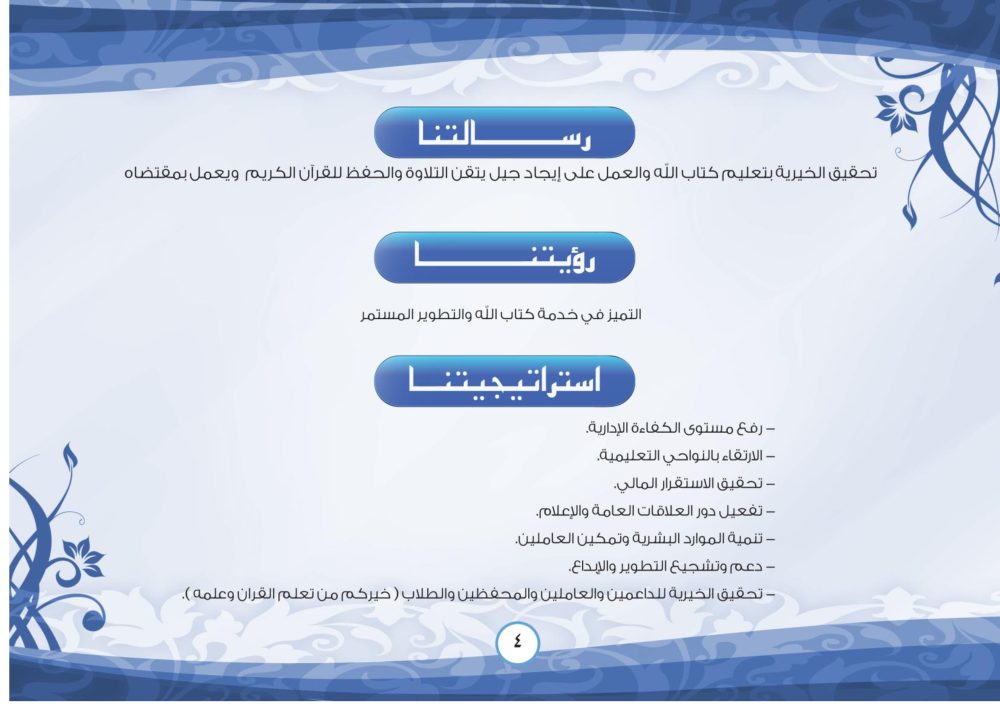 رسالتنا
تحقيق الخيرية بتعليم كتاب الله والعمل على إيجاد جيل يتقن التلاوة والحفظ للقرآن الكريم ويعمل بمقتضاه
رؤيتنا
التميز في خدمة كتاب الله والتطوير المستمر
استراتيجيتنا
– رفع مستوى الكفاءة الإدارية.
– الارتقاء بالنواحي التعليمية.
– تحقيق الاستقرار المالي.
– تفعيل دور العلاقات العامة والإعلام.
– تنمية الموارد البشرية وتمكين العاملين.
– دعم وتشجيع التطوير والإبداع.
– تحقيق الخيرية للداعمين والعاملين والمحفظين والطلاب ( خيركم من تعلم القران وعلمه ).
٤